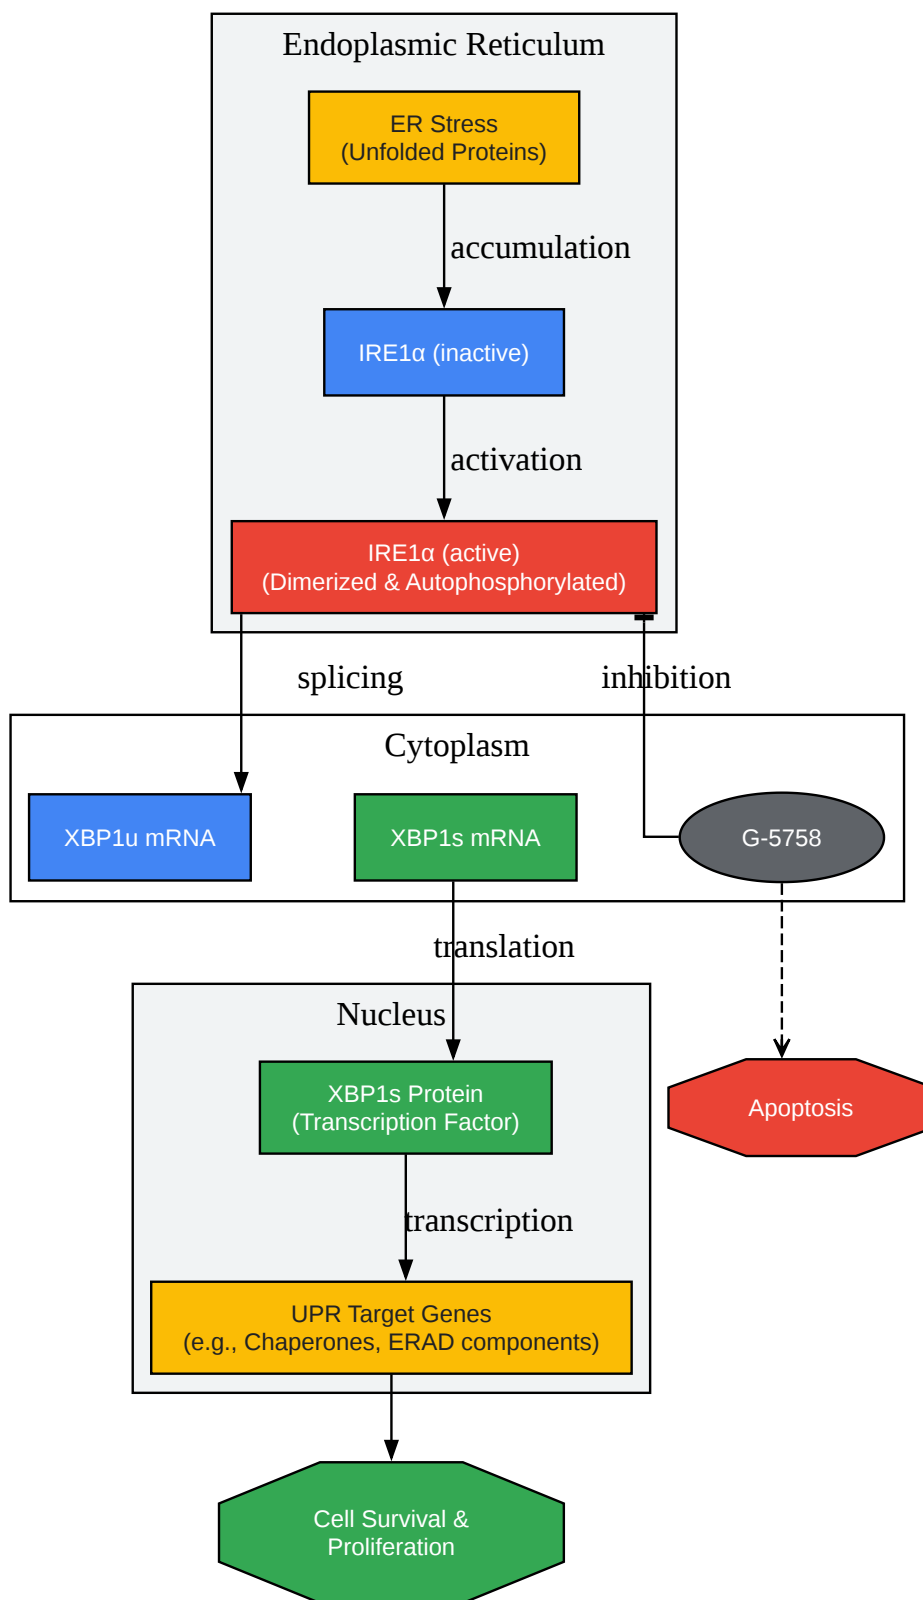 Endoplasmic Reticulum
ER Stress
(Unfolded Proteins)
accumulation
IRE1α (inactive)
activation
IRE1α (active)
(Dimerized & Autophosphorylated)
splicing
inhibition
Cytoplasm
XBP1u mRNA
XBP1s mRNA
G-5758
translation
Nucleus
XBP1s Protein
(Transcription Factor)
Apoptosis
transcription
UPR Target Genes
(e.g., Chaperones, ERAD components)
Cell Survival &
Proliferation